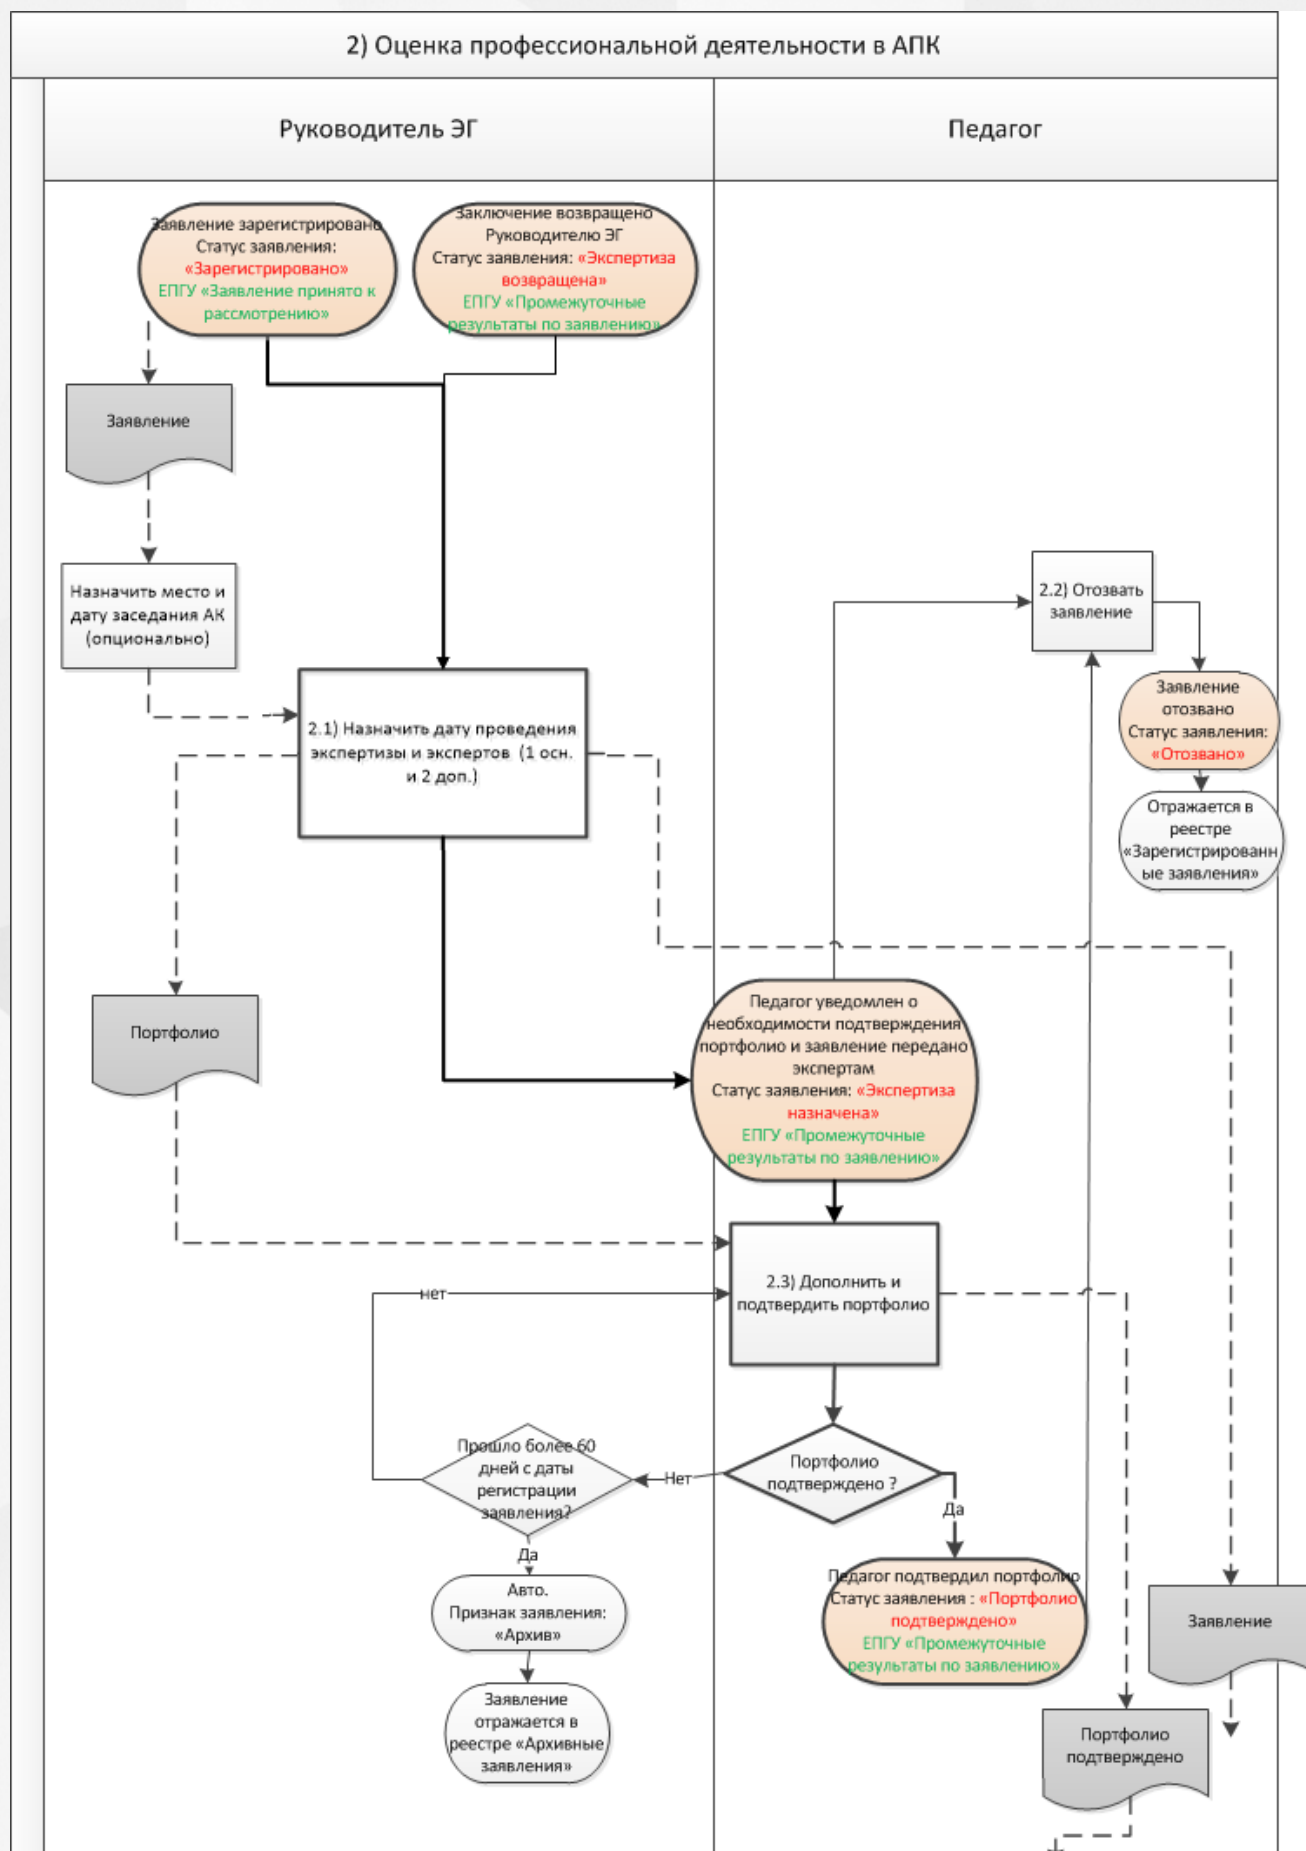 2) Оценка профессиональной деятельности в АПК
Руководитель ЭГ
Педагог
Заявление зарегистрировано
Статус заявления:
«Зарегистрировано»
ЕПГУ «Заявление принято к
рассмотрению»
Заключение возвращено
Руководителю ЭГ
Статус заявления: «Экспертиза
возвращена»
ЕПГУ «Промежуточные
результаты по заявлению»
Заявление
Назначить место и
дату заседания АК
(опционально)
2.2) Отозвать
заявление
Заявление
отозвано
Статус заявления:
«Отозвано»
2.1) Назначить дату проведения
экспертизы и экспертов (1 осн.
и 2 доп.)
Отражается в
реестре
«Зарегистрированн
ые заявления»
Портфолио
Педагог уведомлен о
необходимости подтверждения
портфолио и заявление передано
экспертам
Статус заявления: «Экспертиза
назначена»
ЕПГУ «Промежуточные
результаты по заявлению»
2.3) Дополнить и
подтвердить портфолио
нет
Прошло более 60
дней с даты
регистрации
заявления?
Нет
Портфолио
подтверждено ?
Да
Да
Авто.
Признак заявления:
«Архив»
Педагог подтвердил портфолио
Статус заявления : «Портфолио
подтверждено»
ЕПГУ «Промежуточные
результаты по заявлению»
Заявление
Заявление
отражается в
реестре «Архивные
заявления»
Портфолио
подтверждено